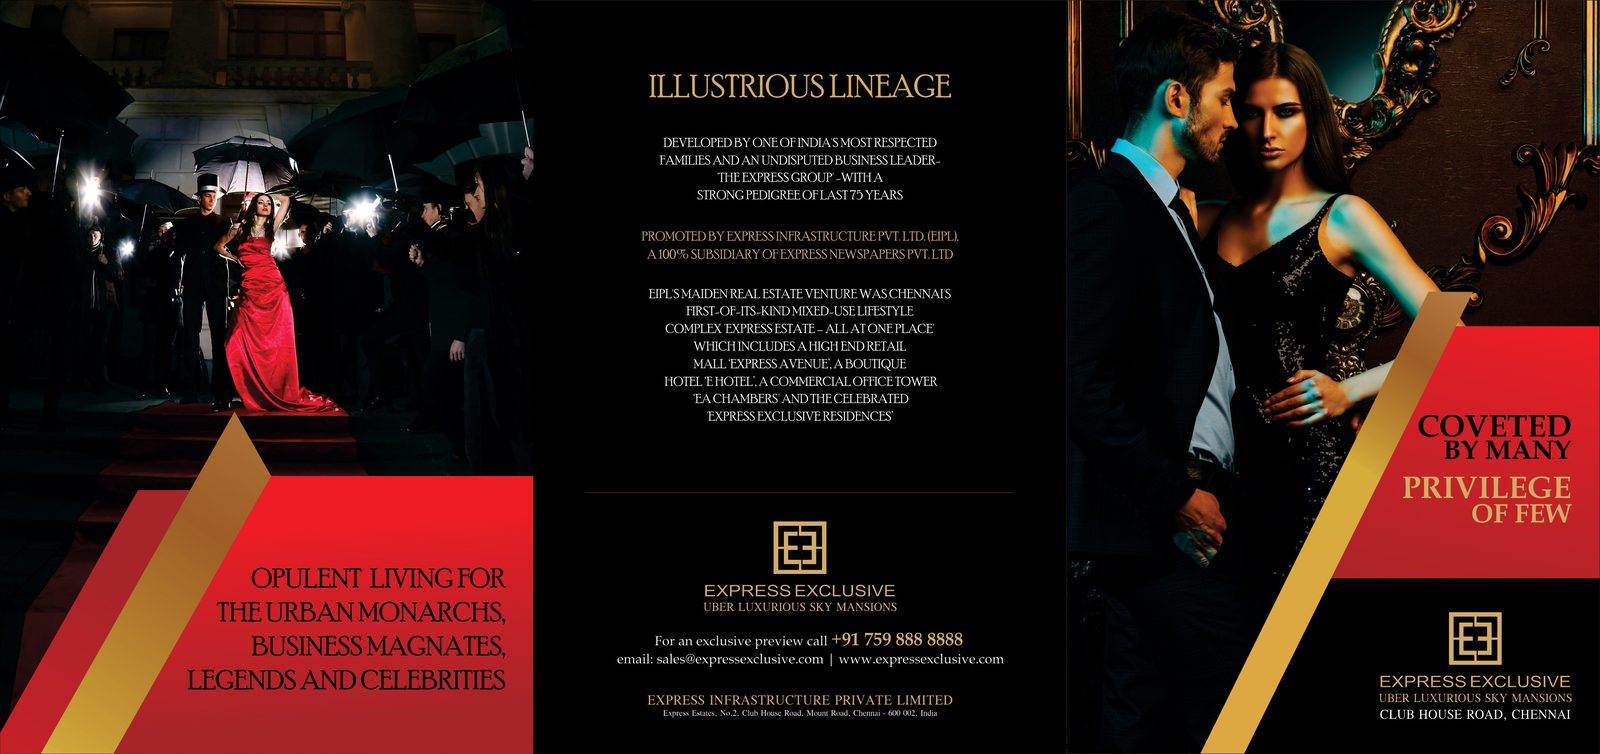 OPULENT LIVING FOR
THE URBAN MONARCHS,
BUSINESS MAGNATES,
LEGENDS AND CELEBRITIES
ILLUSTRIOUS LINEAGE
DEVELOPED BY ONE OF INDIA'S MOST RESPECTED
FAMILIES AND AN UNDISPUTED BUSINESS LEADER-
'THE EXPRESS GROUP' -WITH A
STRONG PEDIGREE OF LAST 75 YEARS
PROMOTED BY EXPRESS INFRASTRUCTURE PVT. LTD. (EIPL),
A 100% SUBSIDIARY OF EXPRESS NEWSPAPERS PVT. LTD
EIPL'S MAIDEN REAL ESTATE VENTURE WAS CHENNAI'S
FIRST-OF-ITS-KIND MIXED-USE LIFESTYLE
COMPLEX 'EXPRESS ESTATE – ALL AT ONE PLACE'
WHICH INCLUDES A HIGH END RETAIL
MALL 'EXPRESS AVENUE', A BOUTIQUE
HOTEL 'E HOTEL', A COMMERCIAL OFFICE TOWER
'EA CHAMBERS' AND THE CELEBRATED
'EXPRESS EXCLUSIVE RESIDENCES'
EXPRESS EXCLUSIVE
UBER LUXURIOUS SKY MANSIONS
For an exclusive preview call +91 759 888 8888
email: sales@expressexclusive.com | www.expressexclusive.com
EXPRESS INFRASTRUCTURE PRIVATE LIMITED
Express Estates, No.2, Club House Road, Mount Road, Chennai - 600 002. India
COVETED
BY MANY
PRIVILEGE
OF FEW
EXPRESS EXCLUSIVE
UBER LUXURIOUS SKY MANSIONS
CLUB HOUSE ROAD, CHENNAI